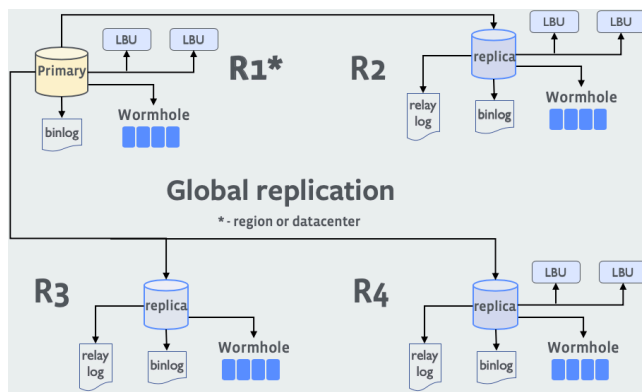 LBU
LBU
Primary
R1*
Wormhole
binlog
LBU
LBU
R2
replica
relay
log
binlog
Wormhole
Global replication
* - region or datacenter
R3
replica
relay
log
binlog
Wormhole
LBU
LBU
R4
replica
relay
log
binlog
Wormhole